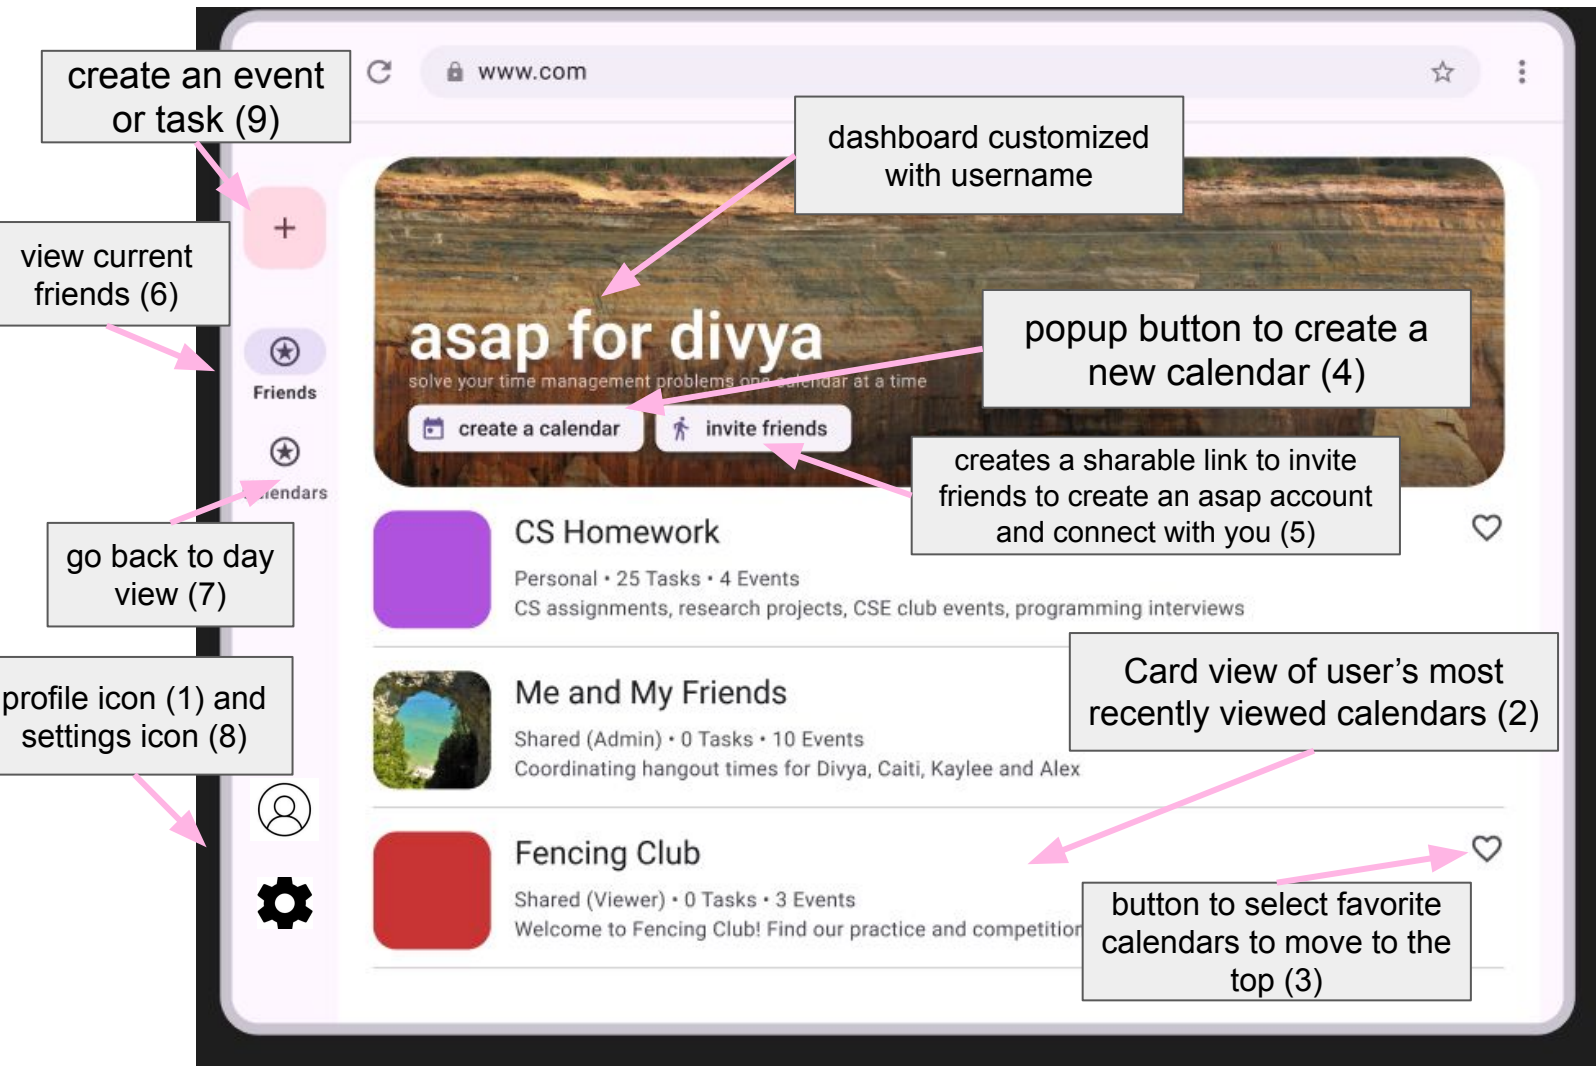 www.com
create an event
or task (9)
dashboard customized
with username
view current
friends (6)
asap for divya
solve your time management problems one calendar at a time
popup button to create a
new calendar (4)
Friends
create a calendar
invite friends
creates a sharable link to invite
friends to create an asap account
and connect with you (5)
lendars
go back to day
view (7)
CS Homework
Personal • 25 Tasks • 4 Events
CS assignments, research projects, CSE club events, programming interviews
profile icon (1) and
settings icon (8)
Me and My Friends
Shared (Admin) • 0 Tasks • 10 Events
Coordinating hangout times for Divya, Caiti, Kaylee and Alex
Card view of user's most
recently viewed calendars (2)
Fencing Club
Shared (Viewer) • 0 Tasks • 3 Events
Welcome to Fencing Club! Find our practice and competition
button to select favorite
calendars to move to the
top (3)